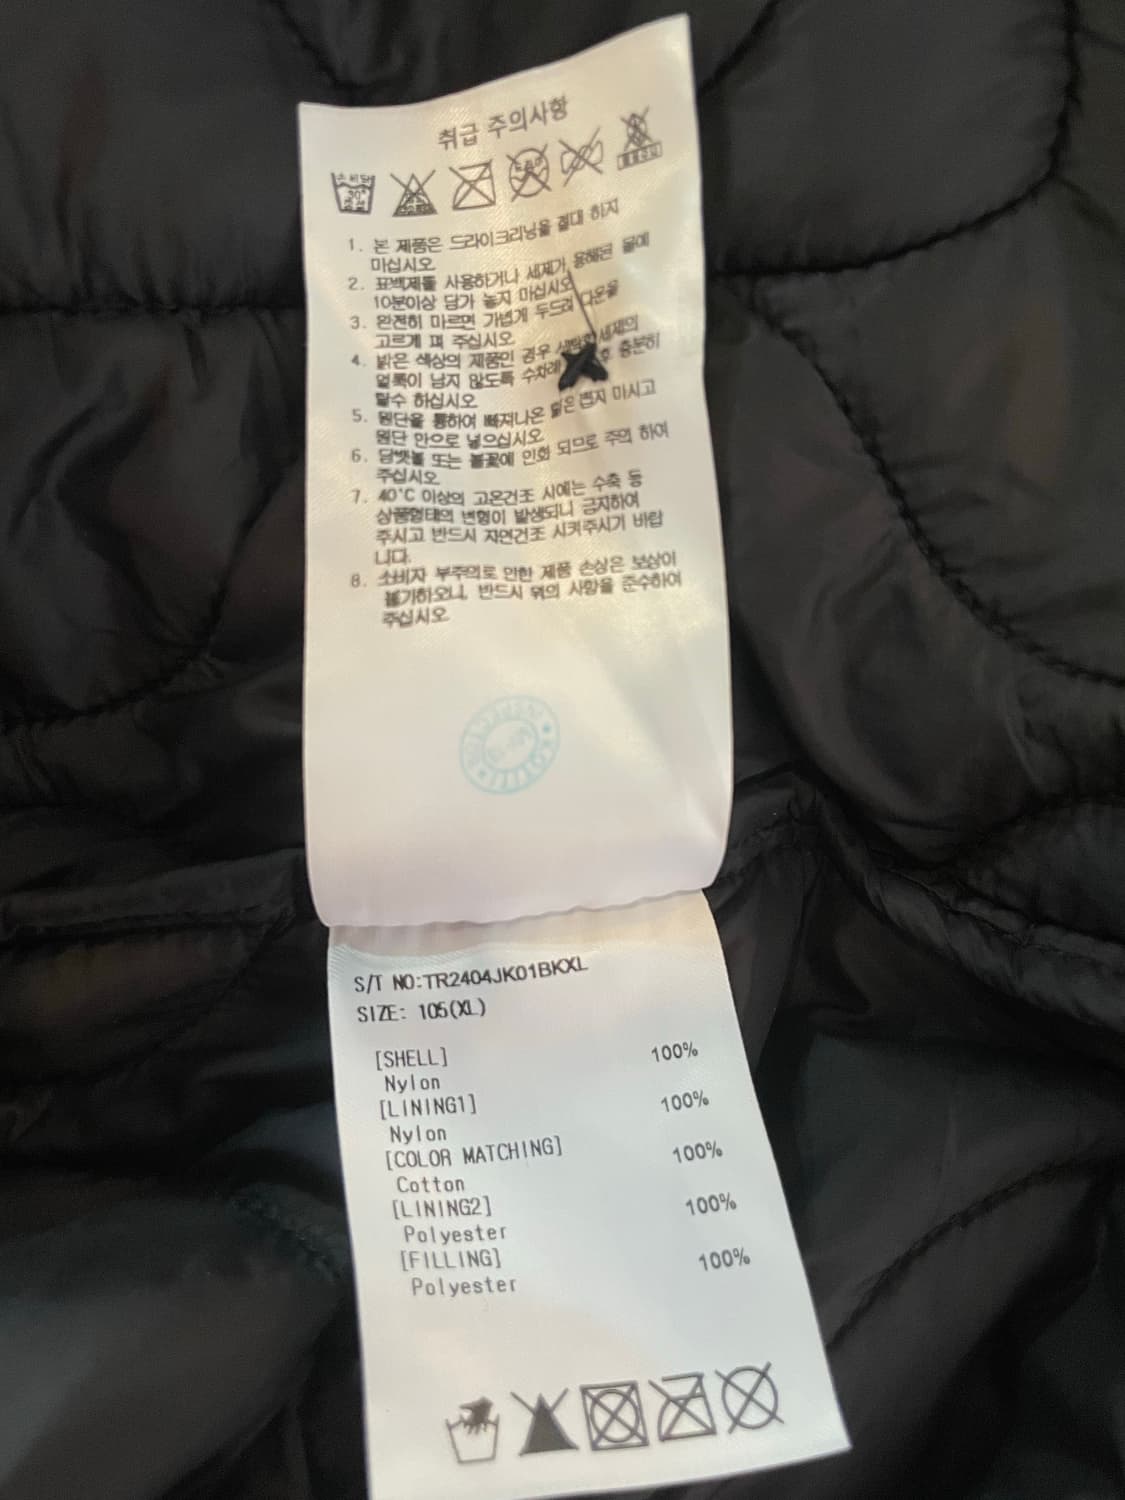 취급 주의사항
30°
1. 본 제품은 드라이크리닝을 절대 하지
마십시오
2. 표백제를 사용하거나 세제가 용해된 물에
10분이상 담가 놓지 마십시오
3. 완전히 마르면 가볍게 두드려 다운을
고르게 펴 주십시오
4. 밝은 색상의 제품인 경우 세제의
얼룩이 남지 않도록 수차례 후 충분히
탈수 하십시오
5. 원단을 통하여 빠져나온 털은 뽑지 마시고
원단 안으로 넣으십시오
6. 담뱃불 또는 불꽃에 인화 되므로 주의 하여
주십시오
7. 40°C 이상의 고온건조 시에는 수축 등
상품형태의 변형이 발생되니 금지하여
주시고 반드시 자연건조 시켜주시기 바랍
니다.
8. 소비자 부주의로 인한 제품 손상은 보상이
불가하오니, 반드시 위의 사항을 준수하여
주십시오
S/T NO:TR2404JK01BKXL
SIZE: 105(XL)
[SHELL] 100%
Nylon
[LINING1] 100%
Nylon
[COLOR MATCHING] 100%
Cotton
[LINING2] 100%
Polyester
[FILLING] 100%
Polyester